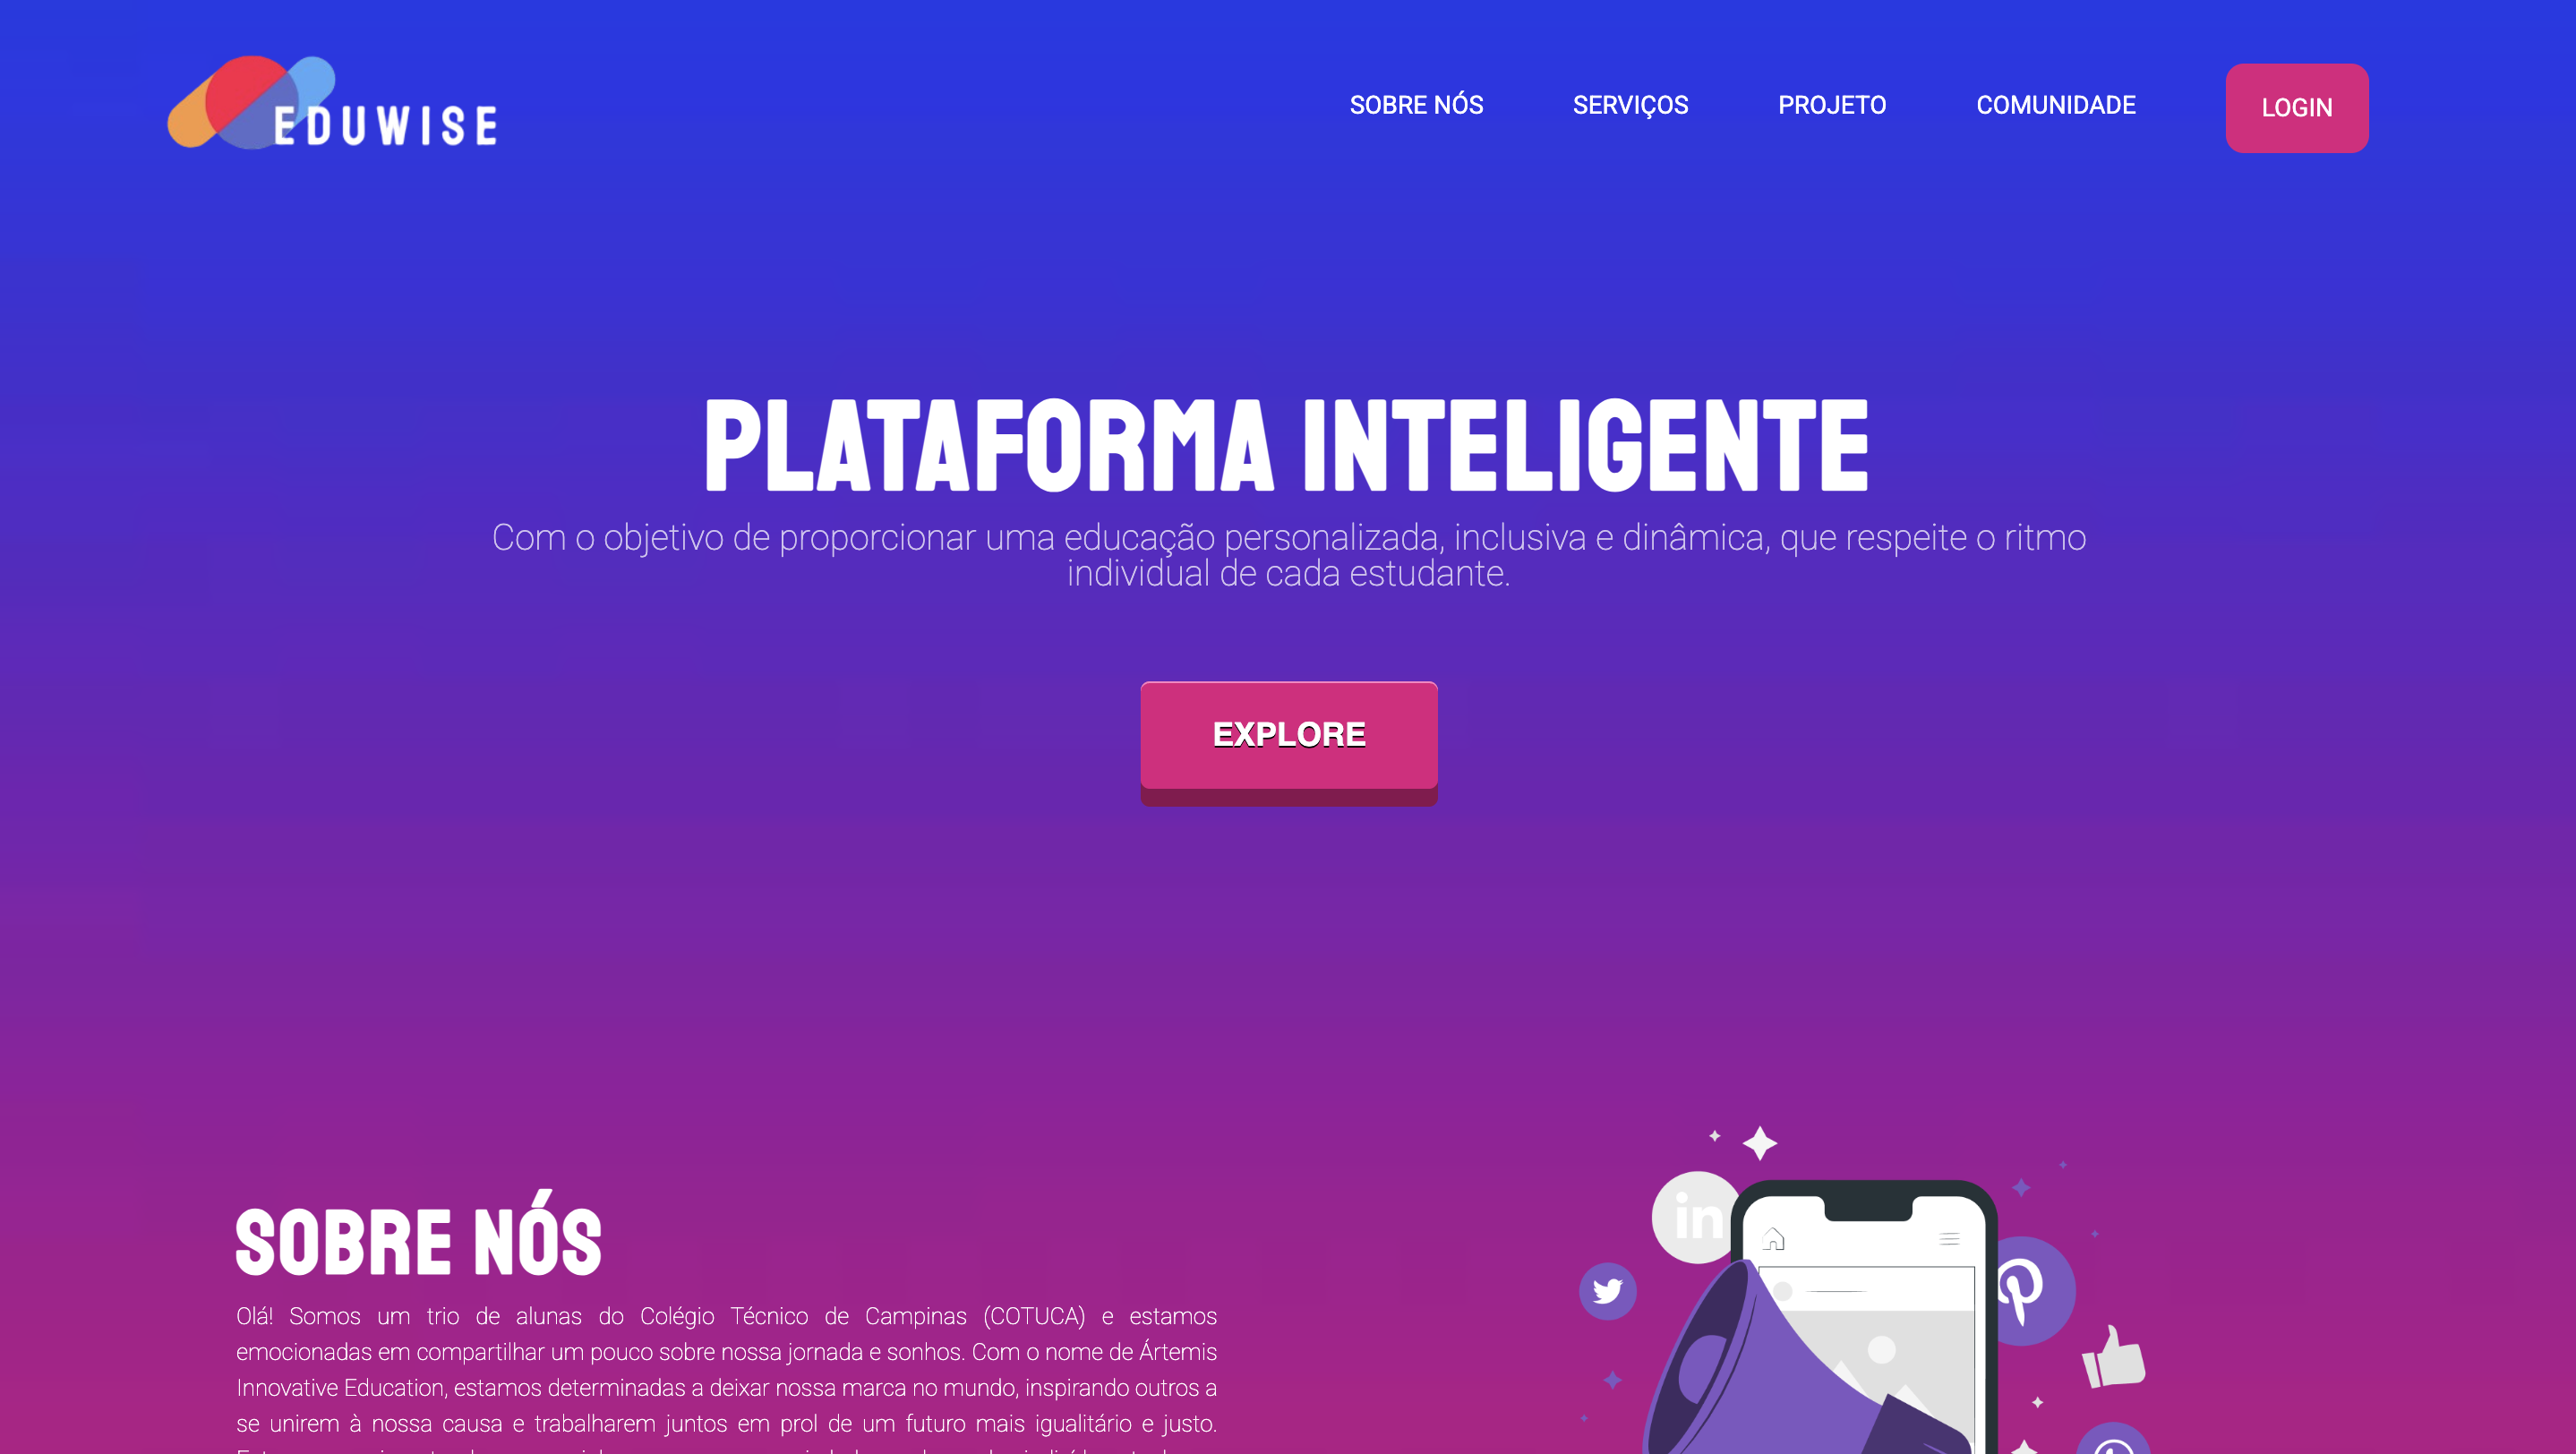 EDUWISE
SOBRE NÓS
SERVIÇOS
PROJETO
COMUNIDADE
LOGIN
PLATAFORMA INTELIGENTE
Com o objetivo de proporcionar uma educação personalizada, inclusiva e dinâmica, que respeite o ritmo
individual de cada estudante.
EXPLORE
SOBRE NÓS
Olá! Somos um trio de alunas do Colégio Técnico de Campinas (COTUCA) e estamos
emocionadas em compartilhar um pouco sobre nossa jornada e sonhos. Com o nome de Ártemis
Innovative Education, estamos determinadas a deixar nossa marca no mundo, inspirando outros a
se unirem à nossa causa e trabalharem juntos em prol de um futuro mais igualitário e justo.
in